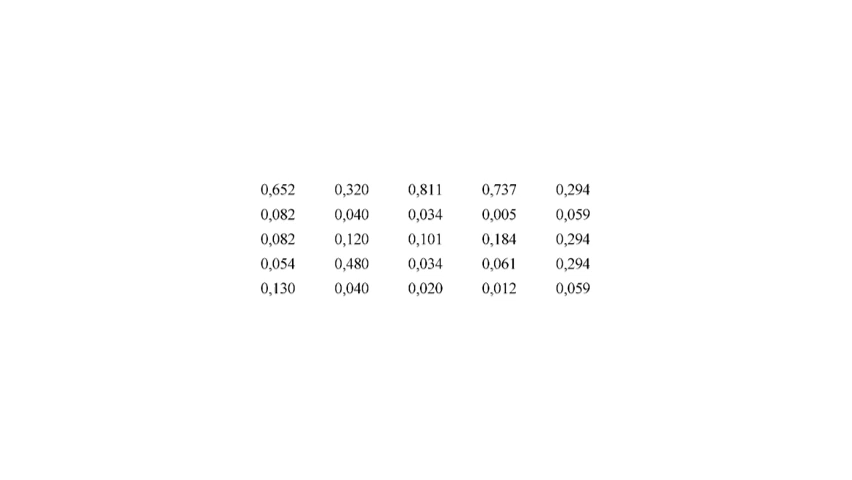 0,652 0,320 0,811 0,737 0,294
0,082 0,040 0,034 0,005 0,059
0,082 0,120 0,101 0,184 0,294
0,054 0,480 0,034 0,061 0,294
0,130 0,040 0,020 0,012 0,059